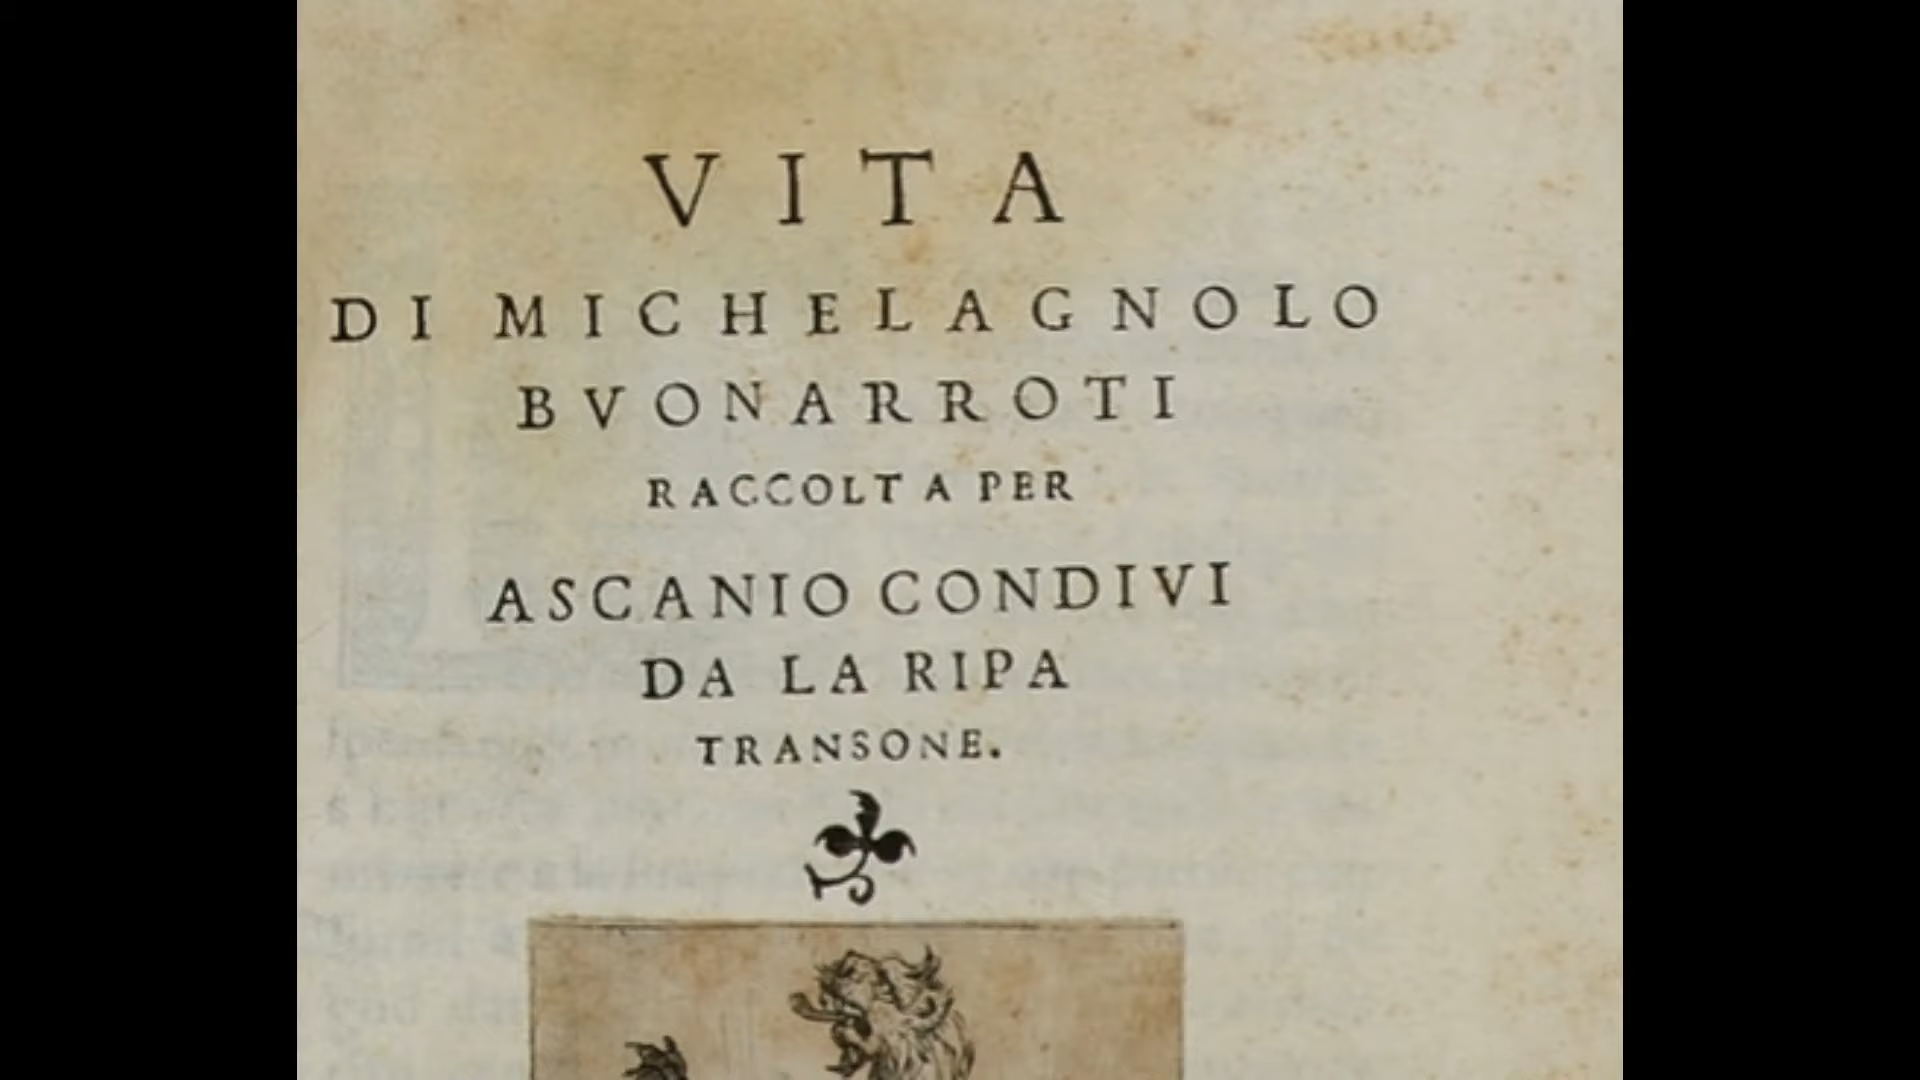 VITA
DI MICHELAGNOLO
BVONARROTI
RACCOLTA PER
ASCANIO CONDIVI
DA LA RIPA
TRANSONE.